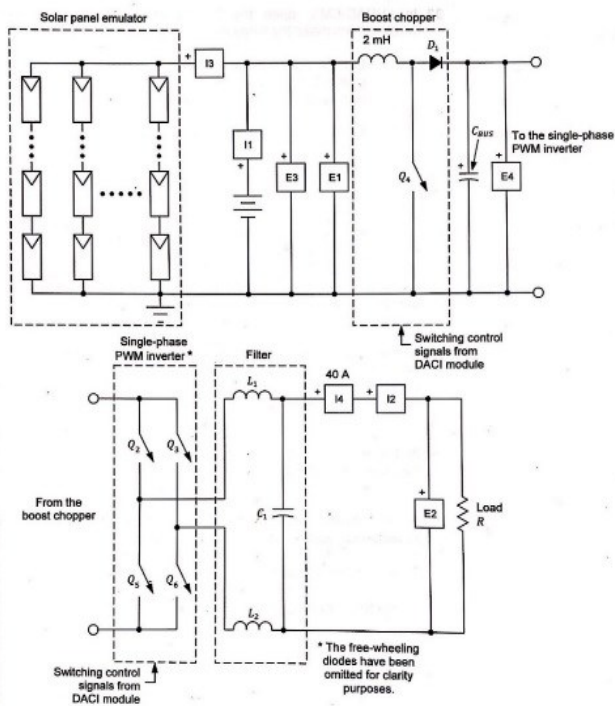 Solar panel emulator
Boost chopper
2 mH
D₁
I3
I1
E3
E1
Q₄
C_BUS
E4
To the single-phase
PWM inverter
Switching control
signals from
DACI module
Single-phase
PWM inverter *
Filter
40 A
L₁
I4
I2
Q₂
Q₃
From the
boost chopper
C₁
E2
Load
R
Q₅
Q₆
L₂
* The free-wheeling
diodes have been
omitted for clarity
purposes.
Switching control
signals from
DACI module